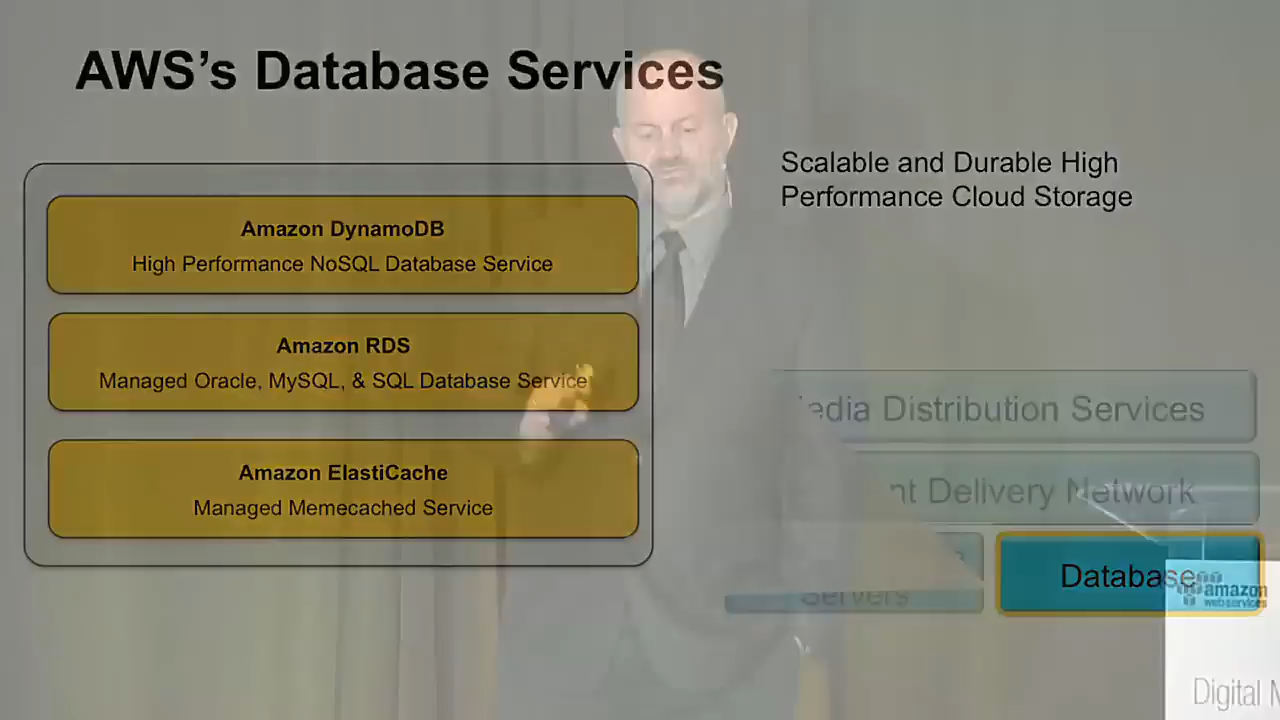 AWS's Database Services
Scalable and Durable High
Performance Cloud Storage
Amazon DynamoDB
High Performance NoSQL Database Service
Amazon RDS
Managed Oracle, MySQL, & SQL Database Service
Amazon ElastiCache
Managed Memecached Service
Distribution Services
Delivery Network
Servers
Database
amazon
webservices
Digital